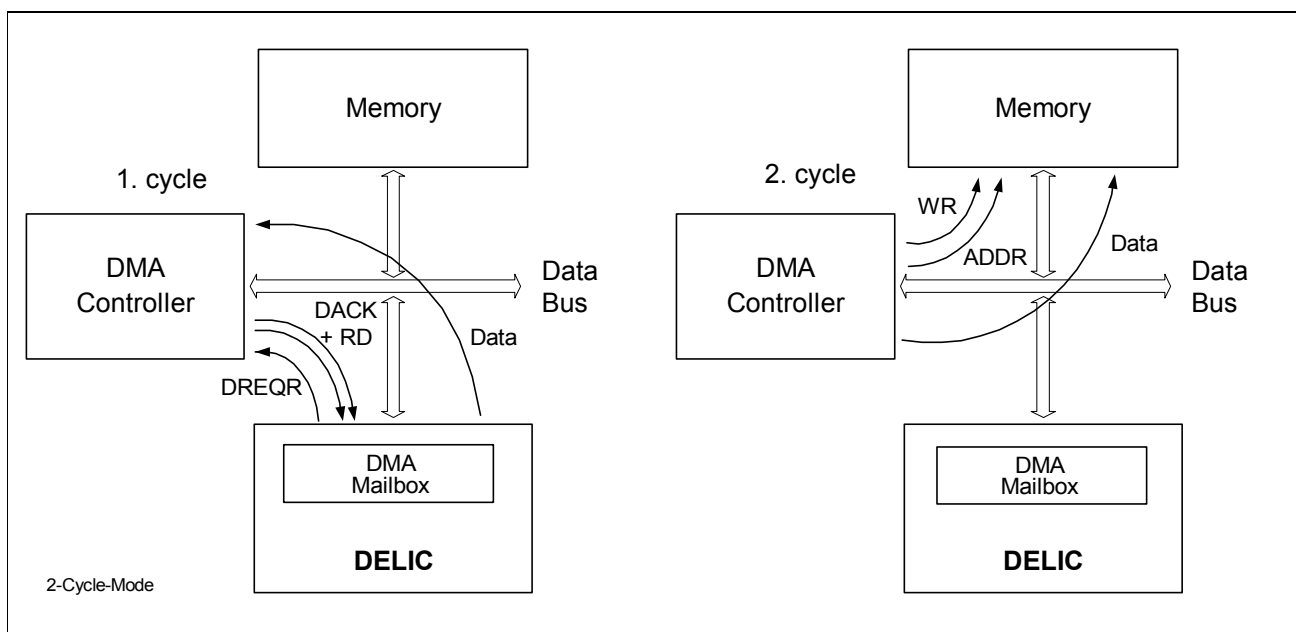 Memory
1. cycle
DMA
Controller
Data
Bus
DACK
+ RD
Data
DREQR
DMA
Mailbox
DELIC
2-Cycle-Mode
Memory
2. cycle
WR
ADDR
Data
DMA
Controller
Data
Bus
DMA
Mailbox
DELIC